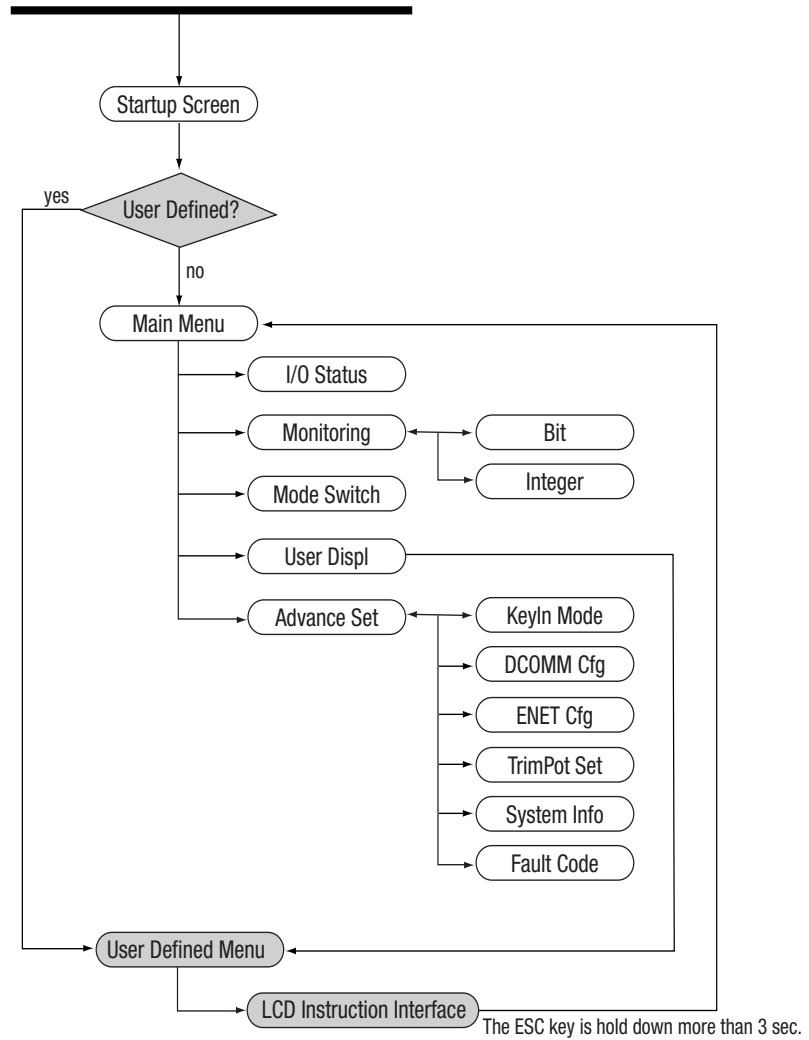 Startup Screen
yes
User Defined?
no
Main Menu
I/O Status
Monitoring
Bit
Integer
Mode Switch
User Displ
Advance Set
KeyIn Mode
DCOMM Cfg
ENET Cfg
TrimPot Set
System Info
Fault Code
User Defined Menu
LCD Instruction Interface
The ESC key is hold down more than 3 sec.